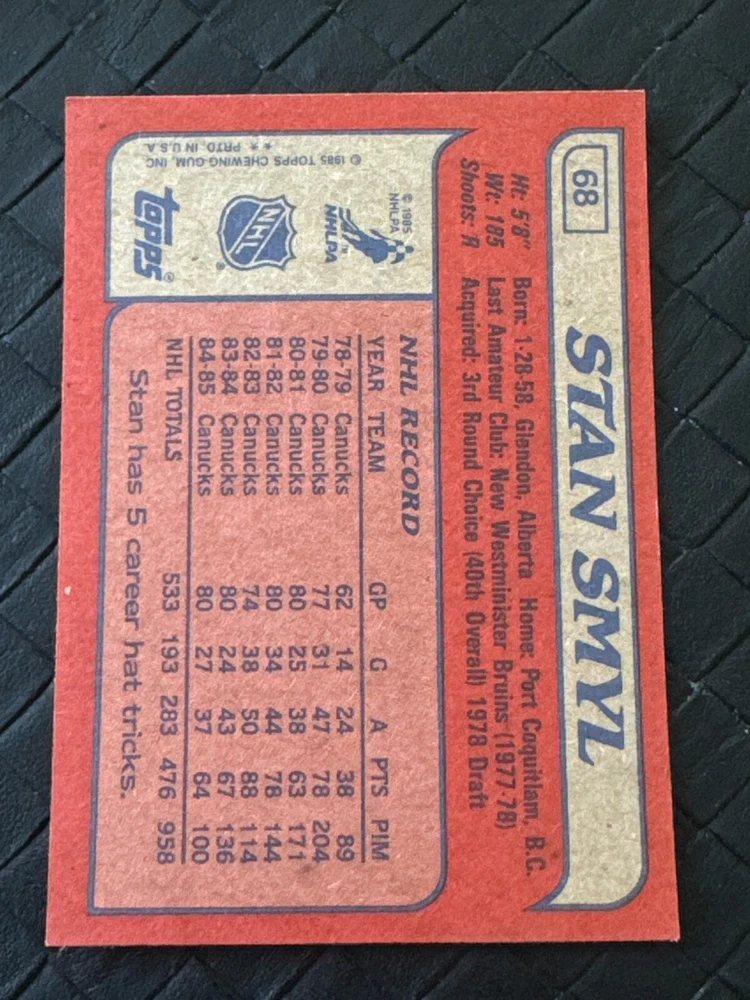 68
STAN SMYL
Ht: 5'8" Born: 1-28-58, Glendon, Alberta Home: Port Coquitlam, B.C.
Wt: 185 Last Amateur Club: New Westminister Bruins (1977-78)
Shoots: R Acquired: 3rd Round Choice (40th Overall) 1978 Draft
© 1985
NHLPA
NHLPA
TM
NHL
topps®
© 1985 TOPPS CHEWING GUM, INC
★ ★ PRTD. IN U.S.A
NHL RECORD
YEAR TEAM GP G A PTS PIM
78-79 Canucks 62 14 24 38 89
79-80 Canucks 77 31 47 78 204
80-81 Canucks 80 25 38 63 171
81-82 Canucks 80 34 44 78 144
82-83 Canucks 74 38 50 88 114
83-84 Canucks 80 24 43 67 136
84-85 Canucks 80 27 37 64 100
NHL TOTALS 533 193 283 476 958
Stan has 5 career hat tricks.